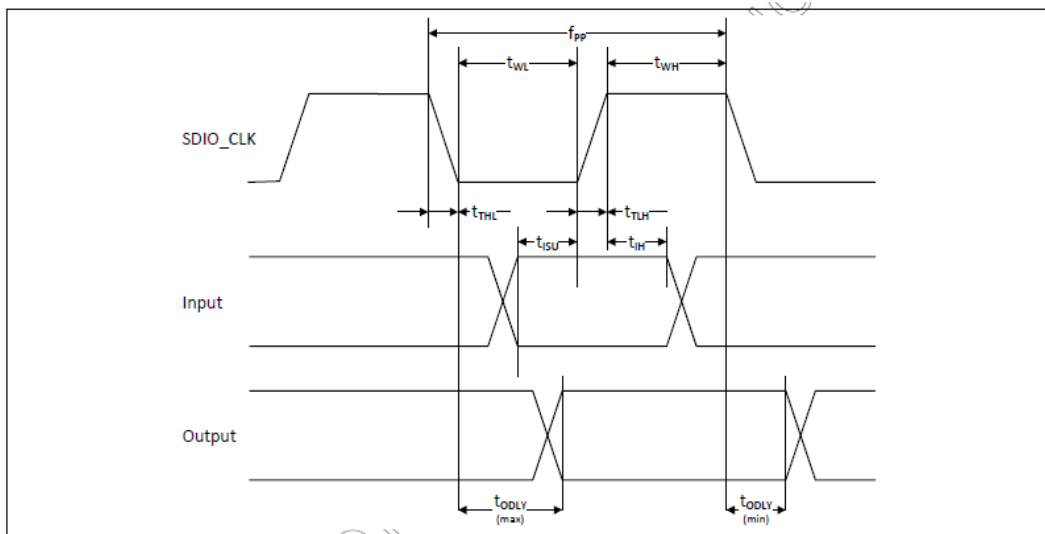 fPP
tWL
tWH
SDIO_CLK
tTHL
tTLH
tISU
tIH
Input
Output
tODLY
(max)
tODLY
(min)